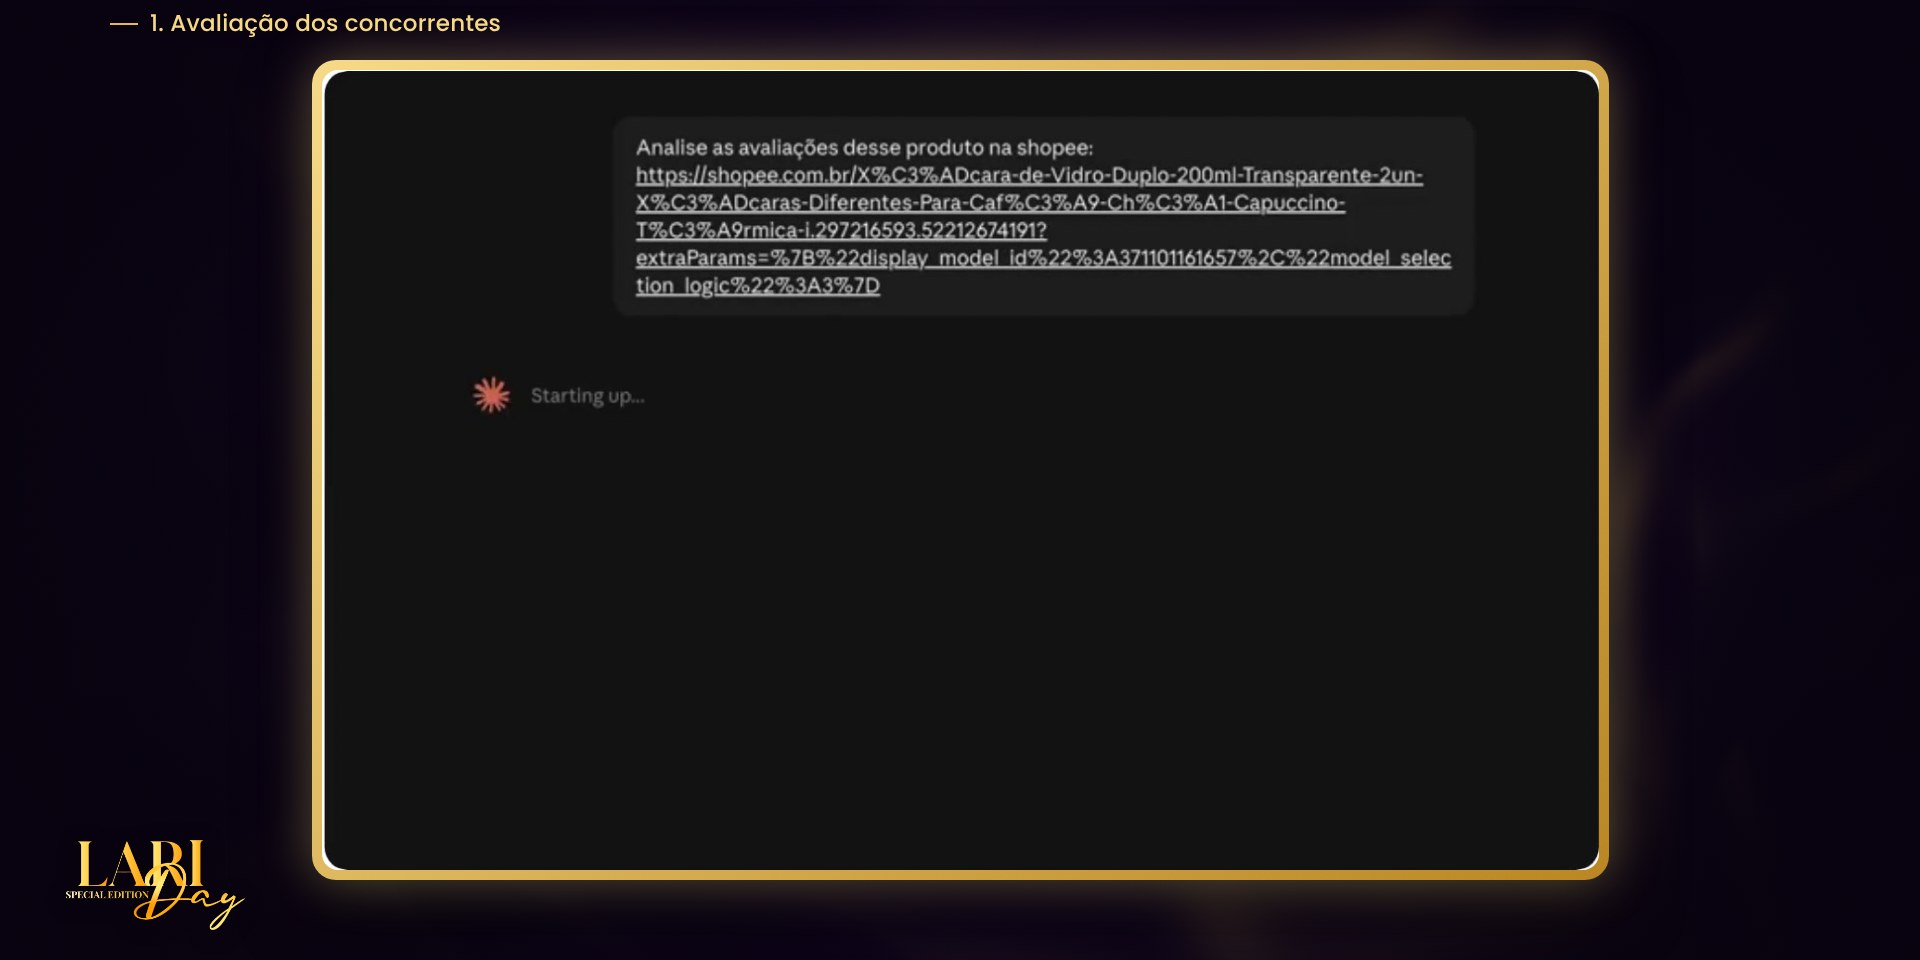 1. Avaliação dos concorrentes
Analise as avaliações desse produto na shopee:
https://shopee.com.br/X%C3%ADcara-de-Vidro-Duplo-200ml-Transparente-2un-
X%C3%ADcaras-Diferentes-Para-Caf%C3%A9-Ch%C3%A1-Capuccino-
T%C3%A9rmica-i.297216593.52212674191?
extraParams=%7B%22display_model_id%22%3A371101161657%2C%22model_selec
tion_logic%22%3A3%7D
Starting up...
LABI
SPECIAL EDITION Day